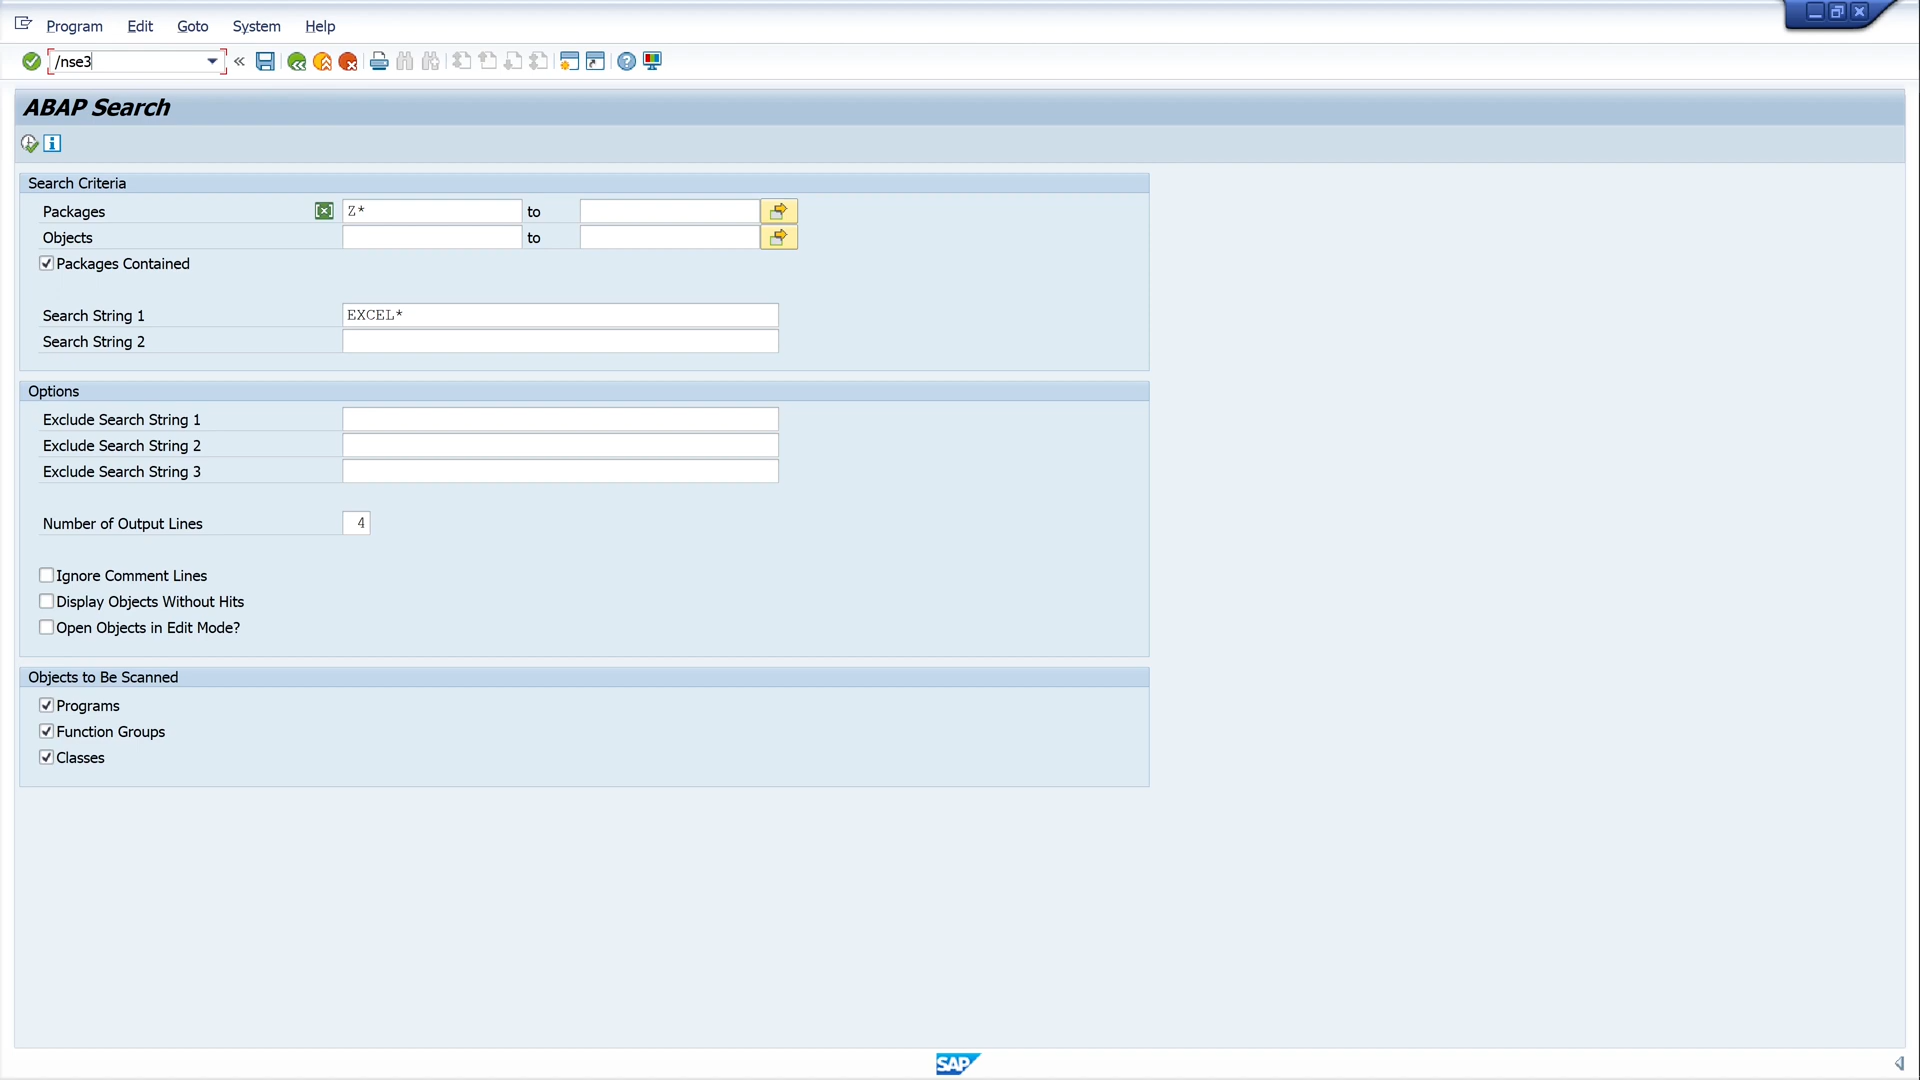 Program Edit Goto System Help
/nse3
ABAP Search
Search Criteria
Packages Z* to
Objects to
Packages Contained
Search String 1 EXCEL*
Search String 2
Options
Exclude Search String 1
Exclude Search String 2
Exclude Search String 3
Number of Output Lines 4
Ignore Comment Lines
Display Objects Without Hits
Open Objects in Edit Mode?
Objects to Be Scanned
Programs
Function Groups
Classes
SAP